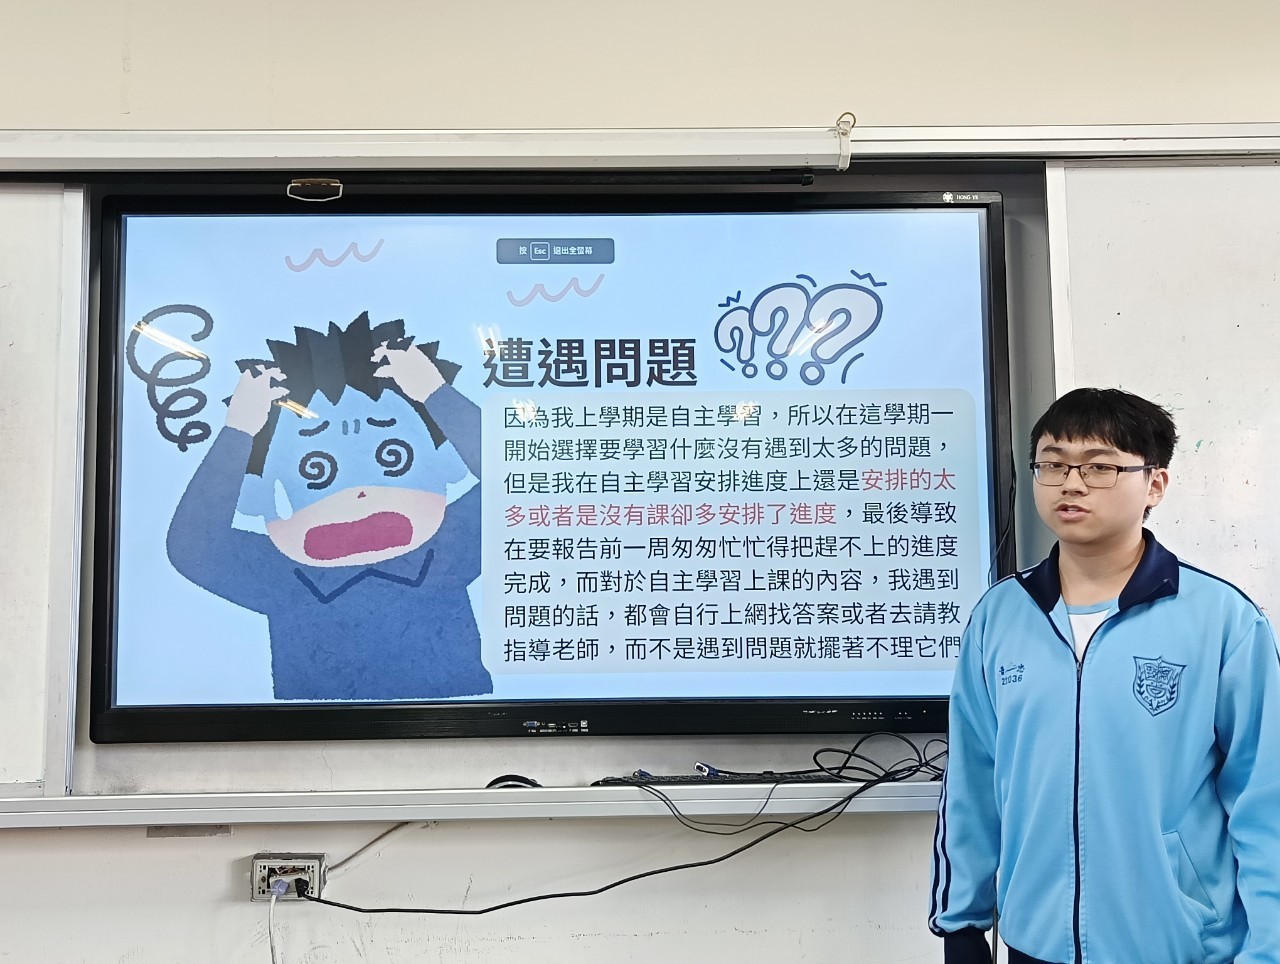 HONG YE
按 Esc 退出全螢幕
遭遇問題
因為我上學期是自主學習，所以在這學期一
開始選擇要學習什麼沒有遇到太多的問題，
但是我在自主學習安排進度上還是安排的太
多或者是沒有課卻多安排了進度，最後導致
在要報告前一周匆匆忙忙得把趕不上的進度
完成，而對於自主學習上課的內容，我遇到
問題的話，都會自行上網找答案或者去請教
指導老師，而不是遇到問題就擺著不理它們